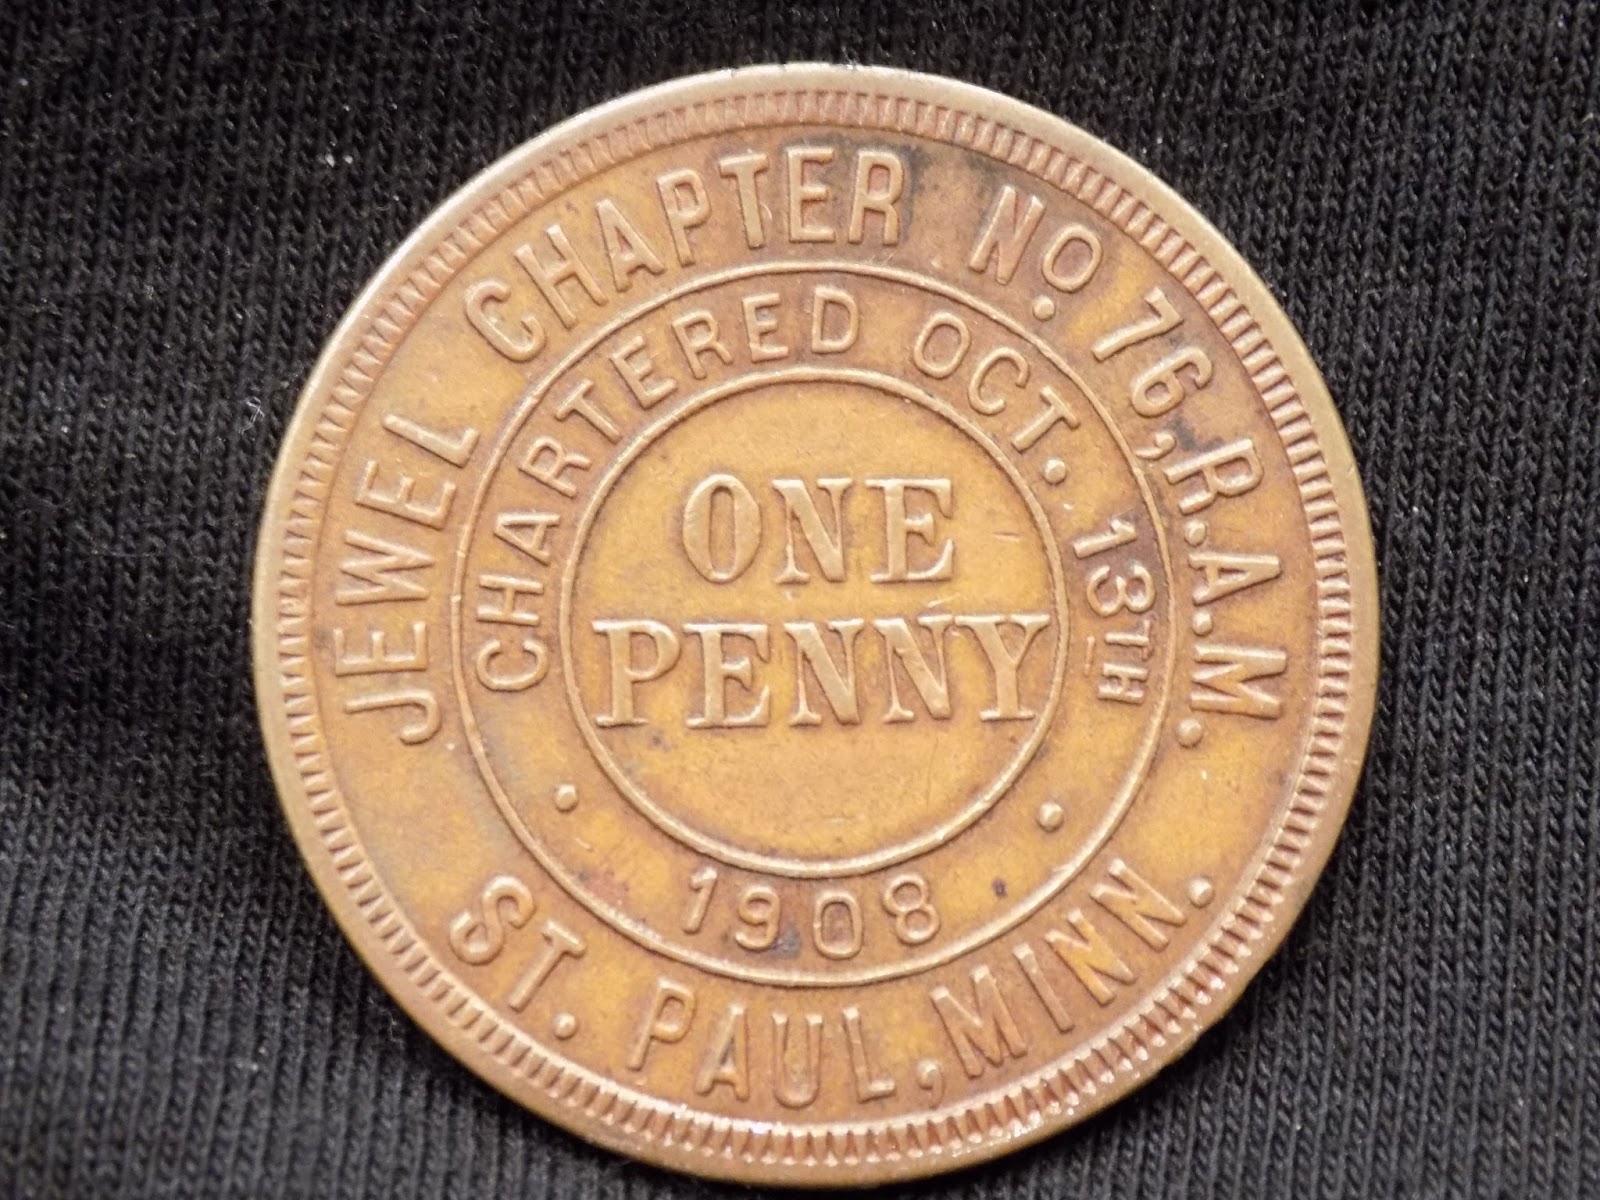 JEWEL CHAPTER NO. 76, R.A.M.
ST. PAUL, MINN.
CHARTERED OCT. 13TH
· 1908 ·
ONE
PENNY